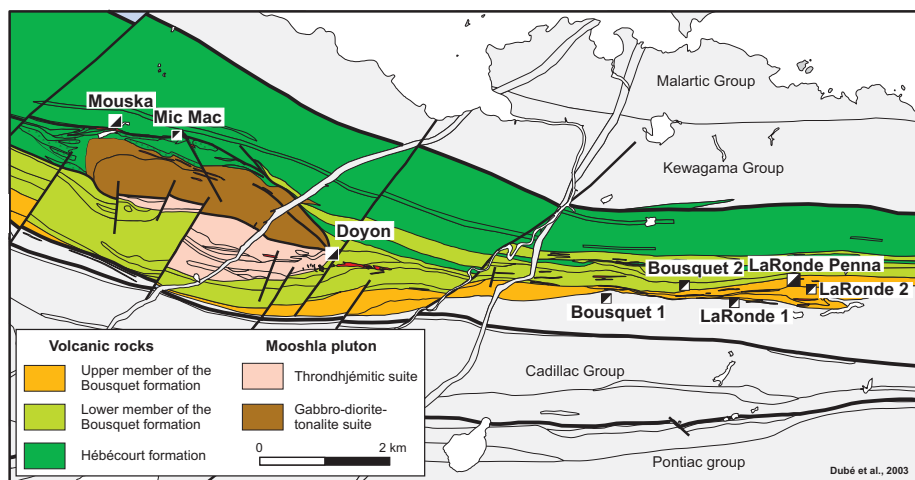 Malartic Group
Mouska
Mic Mac
Kewagama Group
Doyon
Bousquet 2
LaRonde Penna
LaRonde 2
Bousquet 1
LaRonde 1
Volcanic rocks
Mooshla pluton
Upper member of the
Bousquet formation
Throndhjémitic suite
Lower member of the
Bousquet formation
Gabbro-diorite-
tonalite suite
Hébécourt formation
0
2 km
Cadillac Group
Pontiac group
Dubé et al., 2003